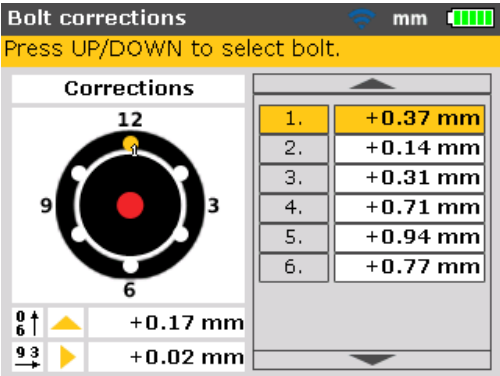 Bolt corrections mm
Press UP/DOWN to select bolt.
Corrections
12
1
9 3
6
0 6 +0.17 mm
9 3 +0.02 mm
1. +0.37 mm
2. +0.14 mm
3. +0.31 mm
4. +0.71 mm
5. +0.94 mm
6. +0.77 mm